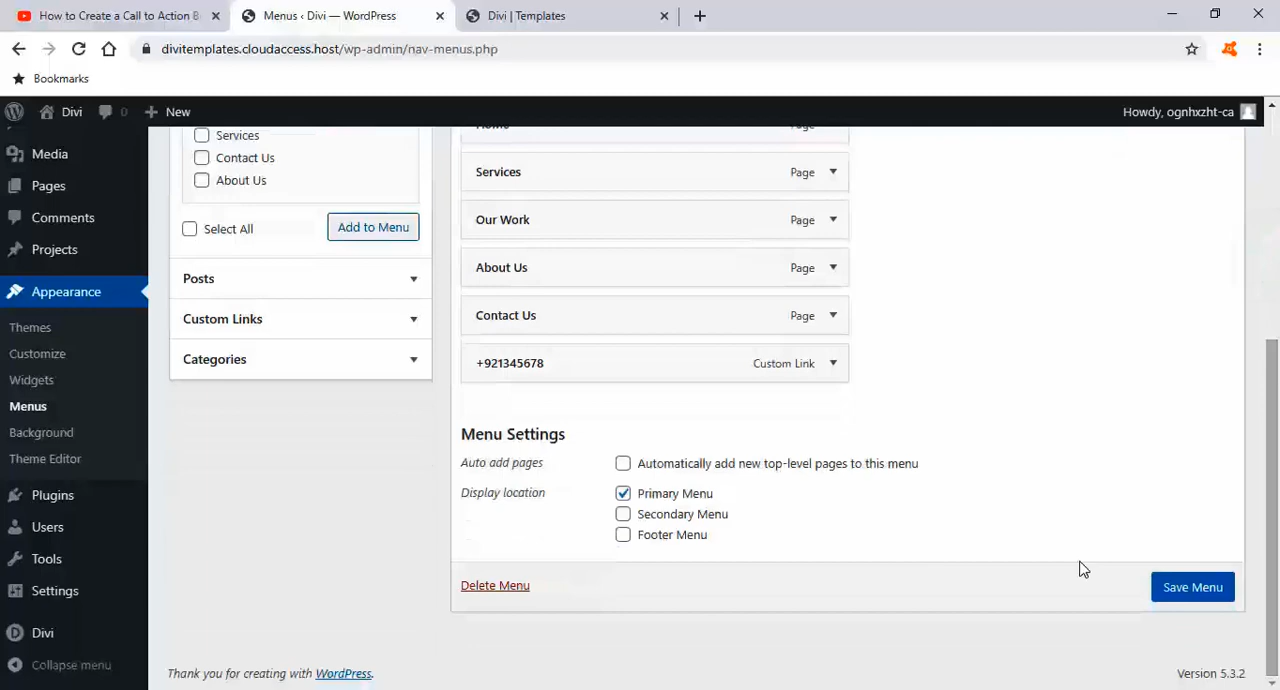 How to Create a Call to Action B
Menus ‹ Divi — WordPress
Divi | Templates
divitemplates.cloudaccess.host/wp-admin/nav-menus.php
Bookmarks
Divi
0
New
Howdy, ognhxzht-ca
Media
Pages
Comments
Projects
Appearance
Themes
Customize
Widgets
Menus
Background
Theme Editor
Plugins
Users
Tools
Settings
Divi
Collapse menu
Services
Contact Us
About Us
Select All
Add to Menu
Posts
Custom Links
Categories
Home Page
Services Page
Our Work Page
About Us Page
Contact Us Page
+921345678 Custom Link
Menu Settings
Auto add pages Automatically add new top-level pages to this menu
Display location Primary Menu
Secondary Menu
Footer Menu
Delete Menu
Save Menu
Thank you for creating with WordPress.
Version 5.3.2